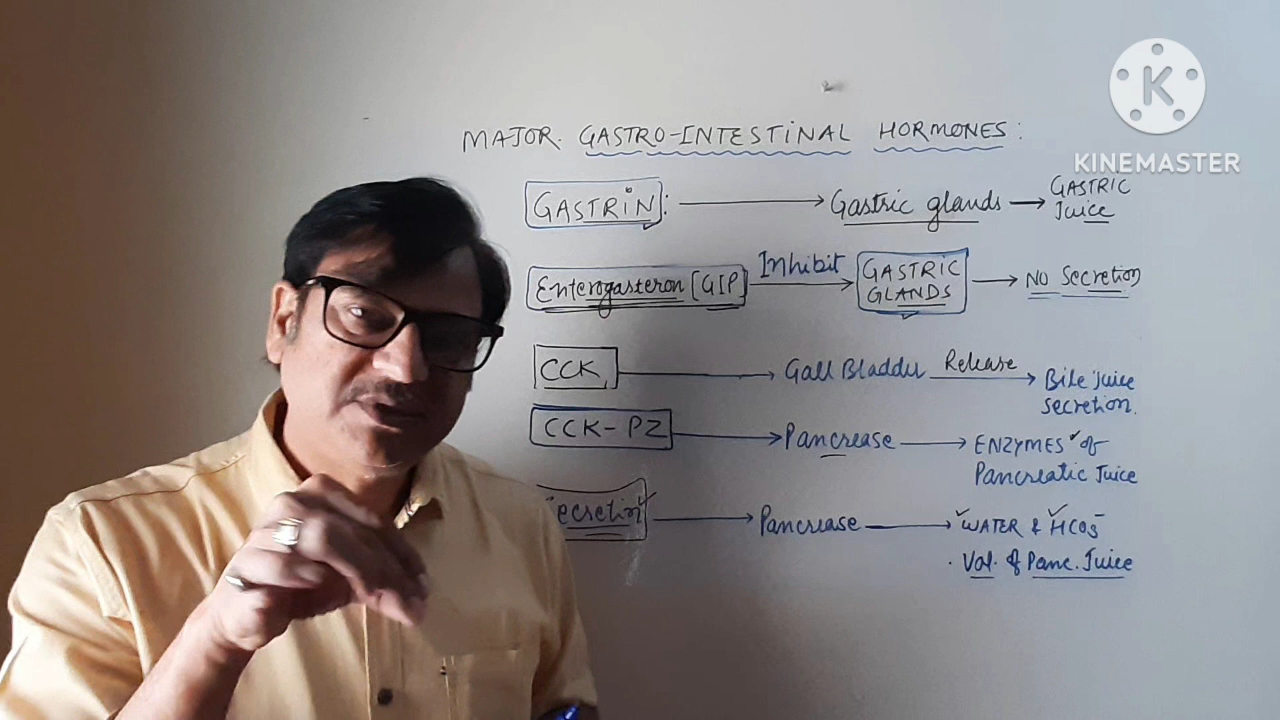 MAJOR. GASTRO-INTESTINAL HORMONES:
GASTRIN: Gastric glands GASTRIC
Juice
Enterogasteron [GIP] Inhibit GASTRIC
GLANDS NO Secretion
CCK Gall Bladder Release Bile juice
secretion.
CCK-PZ Pancrease ENZYMES of
Pancreatic Juice
ecretin Pancrease WATER & HCO3-
Vol. of Panc. Juice
K
KINEMASTER